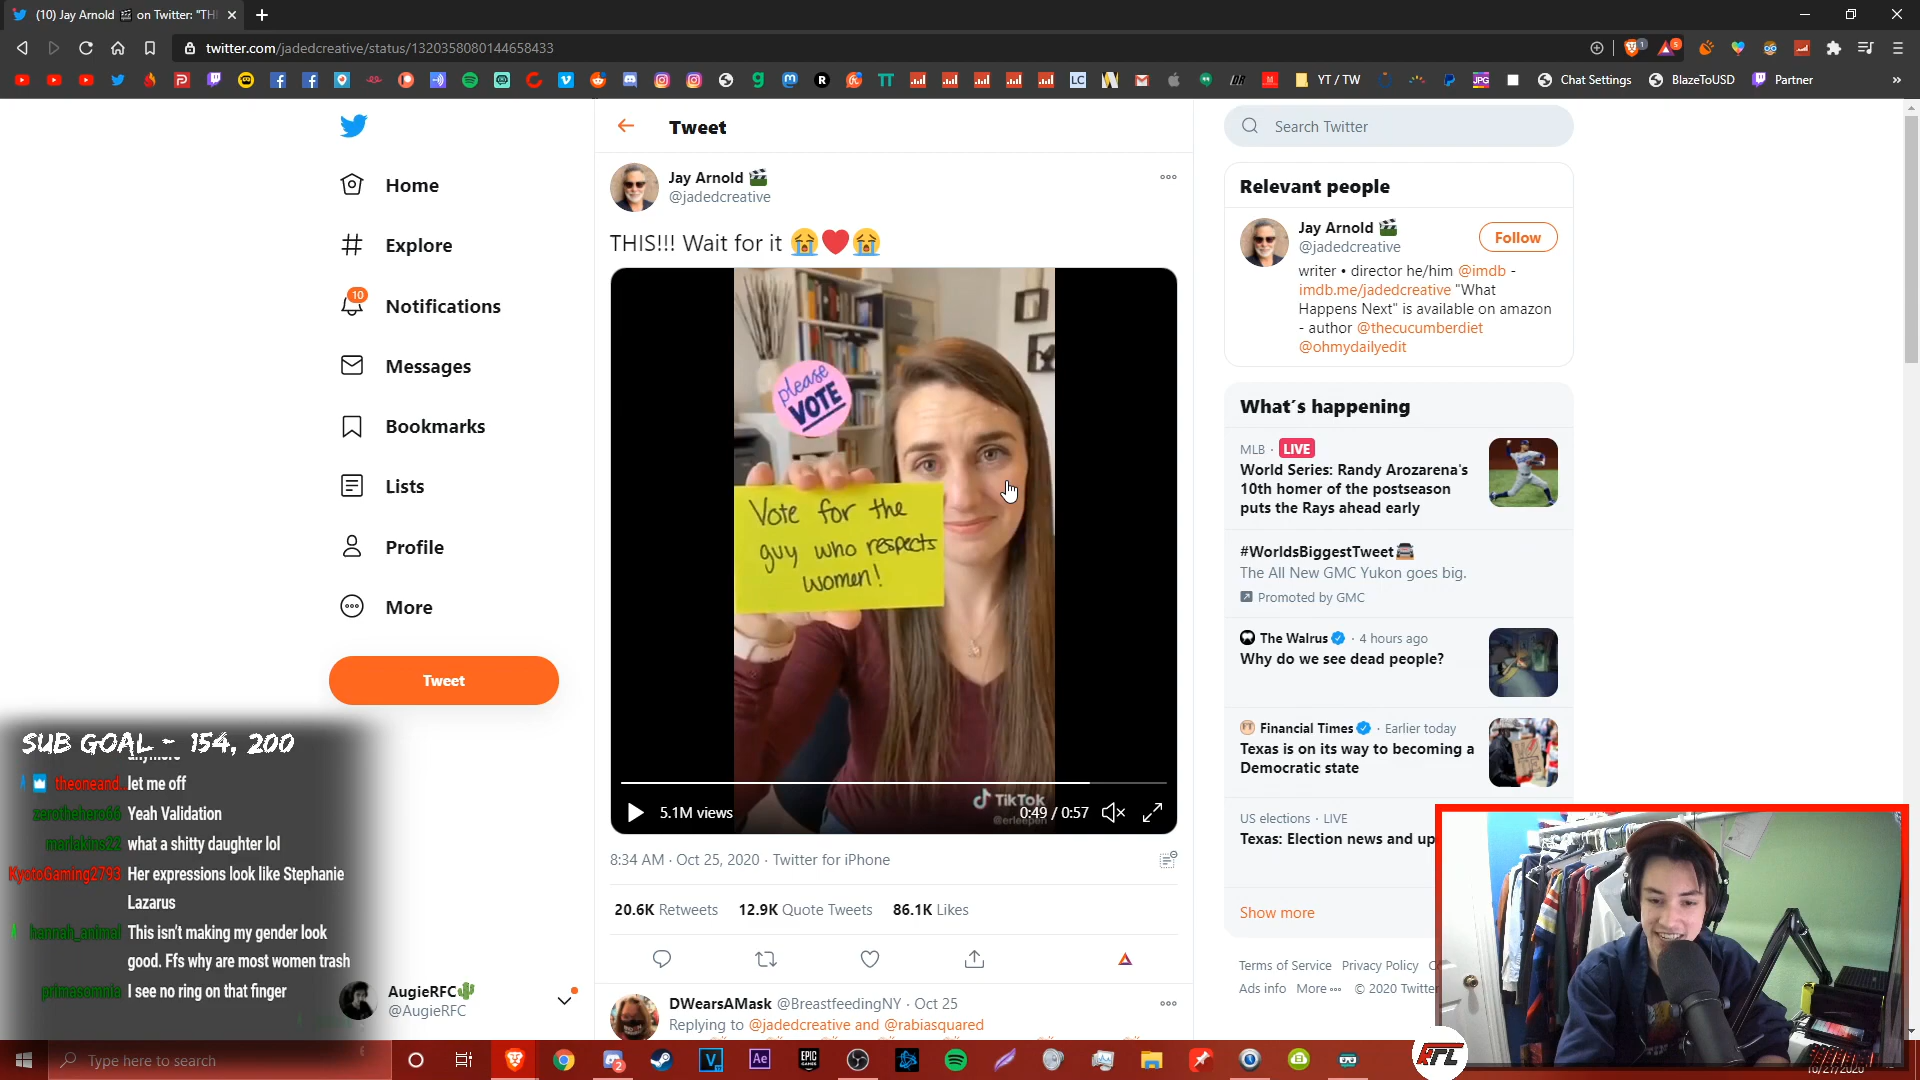 (10) Jay Arnold 🎬 on Twitter: "TH
twitter.com/jadedcreative/status/1320358080144658433
YT / TW
Chat Settings
BlazeToUSD
Partner
Home
Explore
10
Notifications
Messages
Bookmarks
Lists
Profile
More
Tweet
Tweet
Jay Arnold 🎬
@jadedcreative
THIS!!! Wait for it 😭❤️😭
please
VOTE
Vote for the
guy who respects
women!
TikTok
5.1M views
0:49 / 0:57
8:34 AM · Oct 25, 2020 · Twitter for iPhone
20.6K Retweets 12.9K Quote Tweets 86.1K Likes
DWearsAMask @BreastfeedingNY · Oct 25
Replying to @jadedcreative and @rabiasquared
Search Twitter
Relevant people
Jay Arnold 🎬
@jadedcreative
Follow
writer • director he/him @imdb -
imdb.me/jadedcreative "What
Happens Next" is available on amazon
- author @thecucumberdiet
@ohmydailyedit
What's happening
MLB · LIVE
World Series: Randy Arozarena's
10th homer of the postseason
puts the Rays ahead early
#WorldsBiggestTweet
The All New GMC Yukon goes big.
Promoted by GMC
The Walrus · 4 hours ago
Why do we see dead people?
Financial Times · Earlier today
Texas is on its way to becoming a
Democratic state
US elections · LIVE
Texas: Election news and up
Show more
Terms of Service Privacy Policy
Ads info More © 2020 Twitter
SUB GOAL - 154, 200
anymore
theoneand.. let me off
zerothehero66 Yeah Validation
what a shitty daughter lol
KyotoGaming2793 Her expressions look like Stephanie
Lazarus
hannah_animal This isn't making my gender look
good. Ffs why are most women trash
primasomnia I see no ring on that finger
AugieRFC🌵
@AugieRFC
Type here to search
RFL
10/27/2020